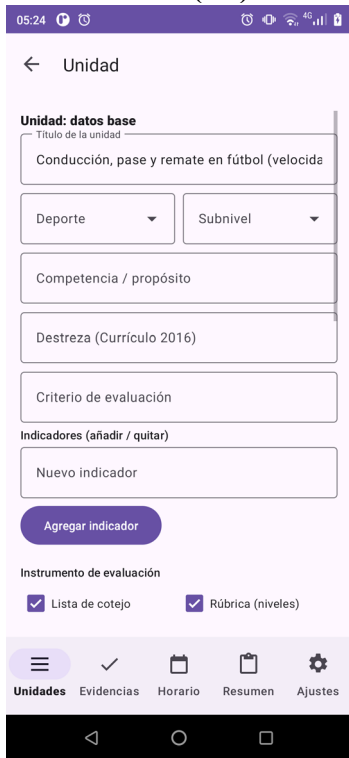 05:24 4G
Unidad
Unidad: datos base
Título de la unidad
Conducción, pase y remate en fútbol (velocida
Deporte Subnivel
Competencia / propósito
Destreza (Currículo 2016)
Criterio de evaluación
Indicadores (añadir / quitar)
Nuevo indicador
Agregar indicador
Instrumento de evaluación
Lista de cotejo Rúbrica (niveles)
Unidades Evidencias Horario Resumen Ajustes